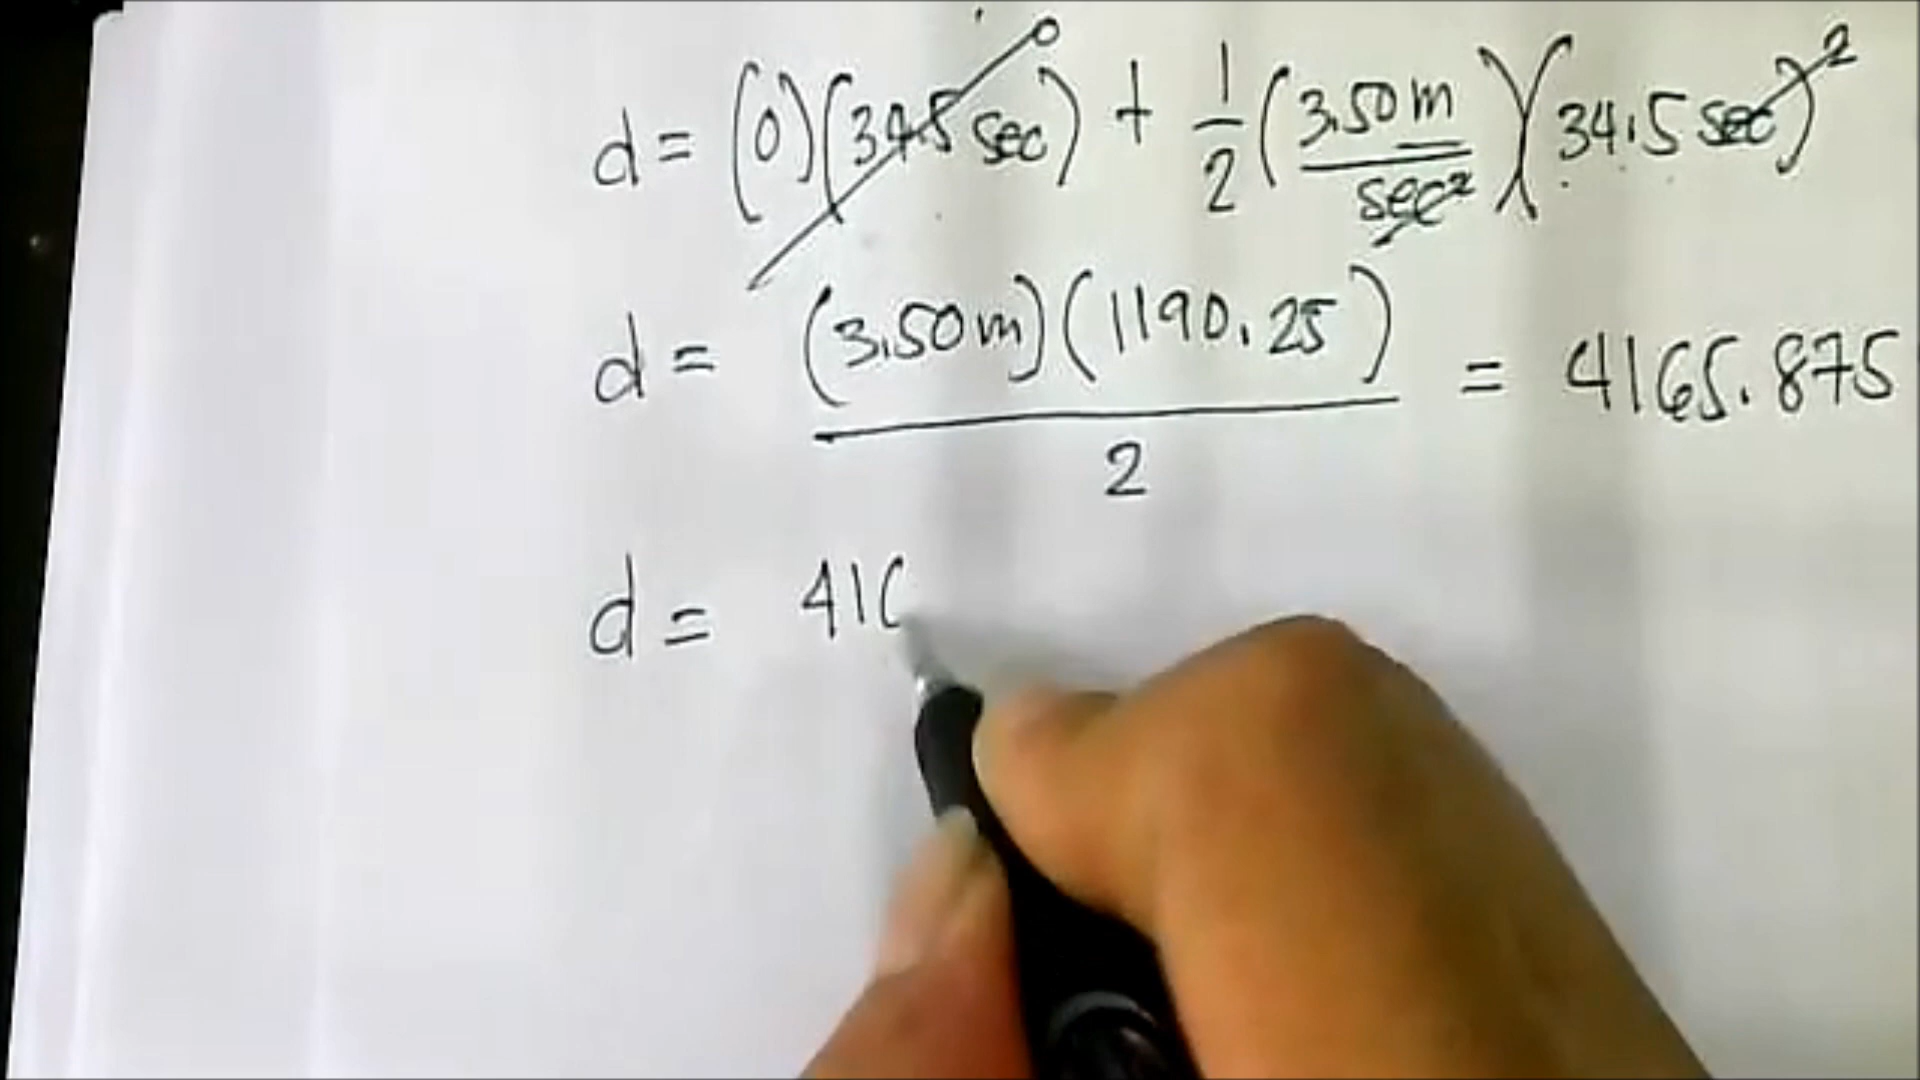 d = (0)(34.5 sec) 0 + 1/2 (3.50 m/sec²)(34.5 sec)²
d = (3.50 m)(1190.25)/2 = 4165.875
d = 41